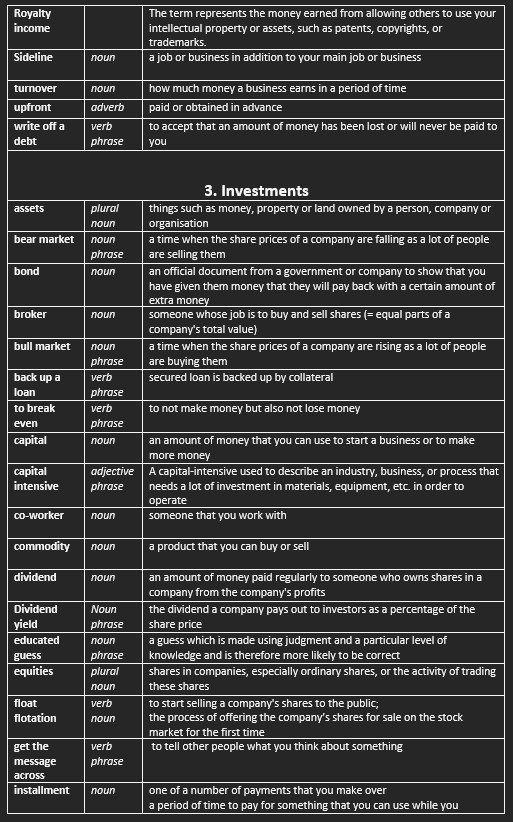 Royalty The term represents the money earned from allowing others to use your
income intellectual property or assets, such as patents, copyrights, or
trademarks.
Sideline noun a job or business in addition to your main job or business
turnover noun how much money a business earns in a period of time
upfront adverb paid or obtained in advance
write off a verb to accept that an amount of money has been lost or will never be paid to
debt phrase you
3. Investments
assets plural things such as money, property or land owned by a person, company or
noun organisation
bear market noun a time when the share prices of a company are falling as a lot of people
phrase are selling them
bond noun an official document from a government or company to show that you
have given them money that they will pay back with a certain amount of
extra money
broker noun someone whose job is to buy and sell shares (= equal parts of a
company's total value)
bull market noun a time when the share prices of a company are rising as a lot of people
phrase are buying them
back up a verb secured loan is backed up by collateral
loan phrase
to break verb to not make money but also not lose money
even phrase
capital noun an amount of money that you can use to start a business or to make
more money
capital adjective A capital-intensive used to describe an industry, business, or process that
intensive phrase needs a lot of investment in materials, equipment, etc. in order to
operate
co-worker noun someone that you work with
commodity noun a product that you can buy or sell
dividend noun an amount of money paid regularly to someone who owns shares in a
company from the company's profits
Dividend Noun the dividend a company pays out to investors as a percentage of the
yield phrase share price
educated noun a guess which is made using judgment and a particular level of
guess phrase knowledge and is therefore more likely to be correct
equities plural shares in companies, especially ordinary shares, or the activity of trading
noun these shares
float verb to start selling a company's shares to the public;
flotation noun the process of offering the company's shares for sale on the stock
market for the first time
get the verb to tell other people what you think about something
message phrase
across
installment noun one of a number of payments that you make over
a period of time to pay for something that you can use while you